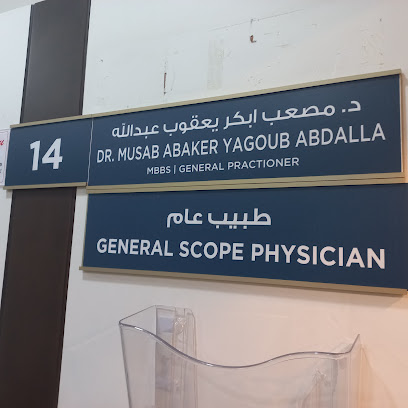 14
د. مصعب ابكر يعقوب عبدالله
DR. MUSAB ABAKER YAGOUB ABDALLA
MBBS | GENERAL PRACTIONER
طبيب عام
GENERAL SCOPE PHYSICIAN